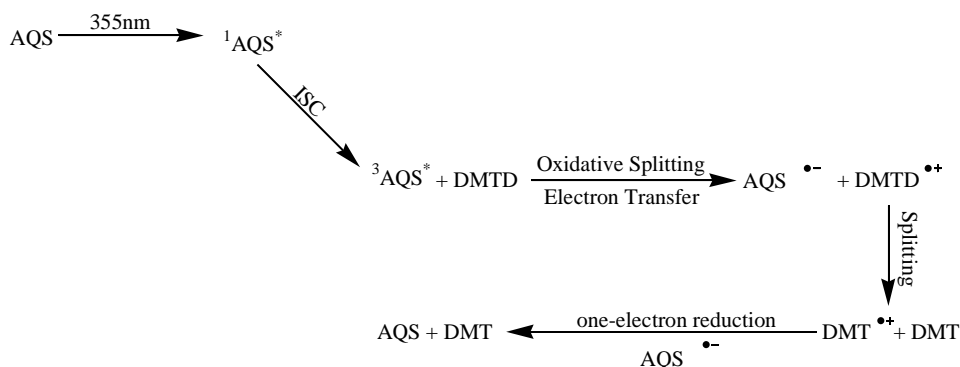 355nm
AQS
¹AQS*
ISC
³AQS* + DMTD
Oxidative Splitting
Electron Transfer
AQS •− + DMTD •+
Splitting
AQS + DMT
one-electron reduction
AQS •−
DMT •+ + DMT